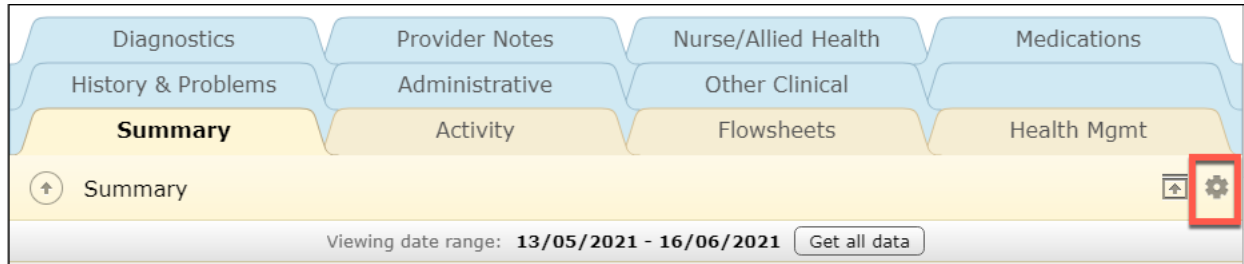 Diagnostics Provider Notes Nurse/Allied Health Medications
History & Problems Administrative Other Clinical
Summary Activity Flowsheets Health Mgmt
Summary
Viewing date range: 13/05/2021 - 16/06/2021 Get all data